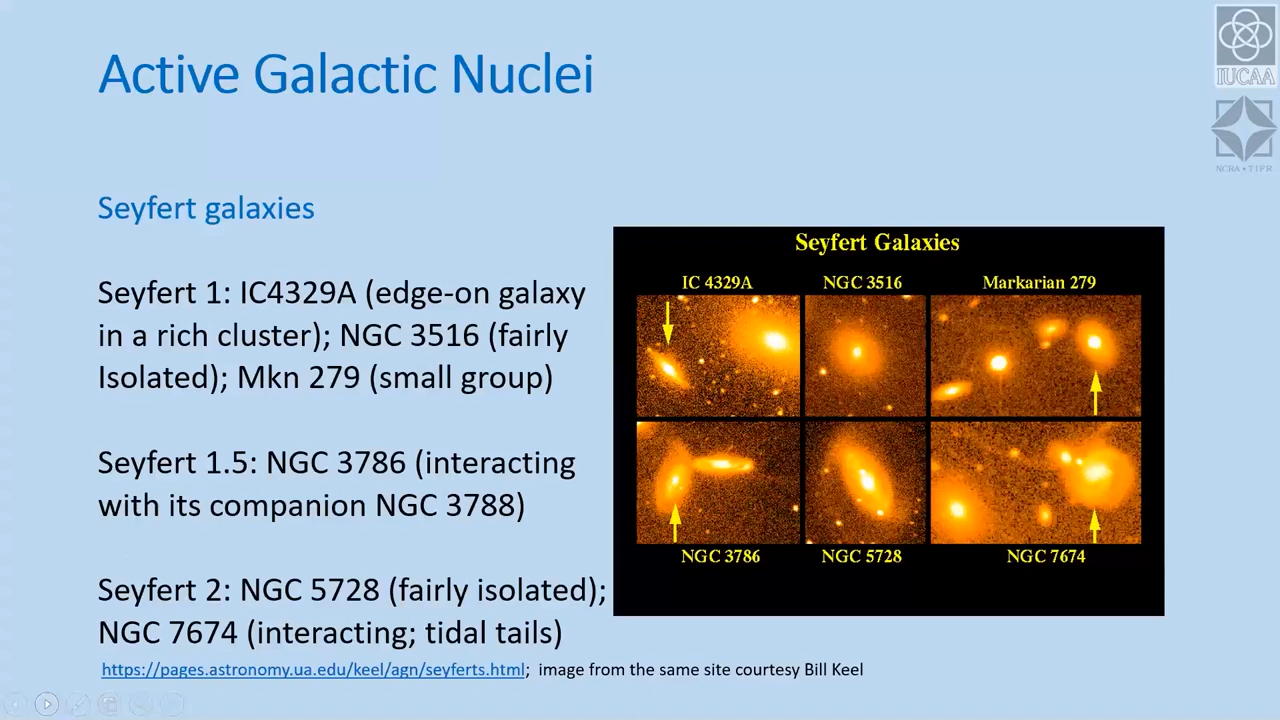 Active Galactic Nuclei
IUCAA
NCRA • TIFR
Seyfert galaxies
Seyfert 1: IC4329A (edge-on galaxy
in a rich cluster); NGC 3516 (fairly
Isolated); Mkn 279 (small group)
Seyfert 1.5: NGC 3786 (interacting
with its companion NGC 3788)
Seyfert 2: NGC 5728 (fairly isolated);
NGC 7674 (interacting; tidal tails)
Seyfert Galaxies
IC 4329A NGC 3516 Markarian 279
NGC 3786 NGC 5728 NGC 7674
https://pages.astronomy.ua.edu/keel/agn/seyferts.html; image from the same site courtesy Bill Keel